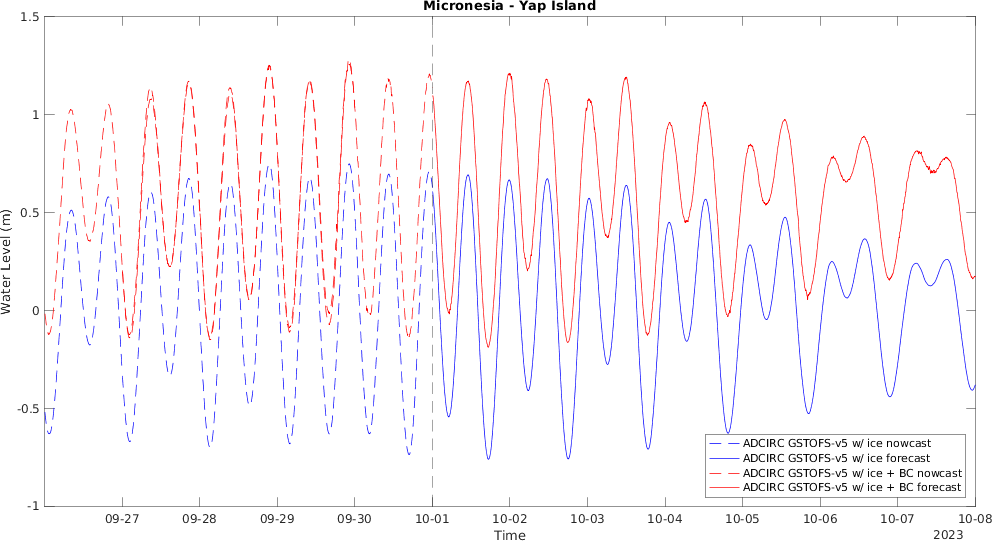 Micronesia - Yap Island
Water Level (m)
1.5
1
0.5
0
-0.5
-1
ADCIRC GSTOFS-v5 w/ ice nowcast
ADCIRC GSTOFS-v5 w/ ice forecast
ADCIRC GSTOFS-v5 w/ ice + BC nowcast
ADCIRC GSTOFS-v5 w/ ice + BC forecast
09-27 09-28 09-29 09-30 10-01 10-02 10-03 10-04 10-05 10-06 10-07 10-08
Time
2023